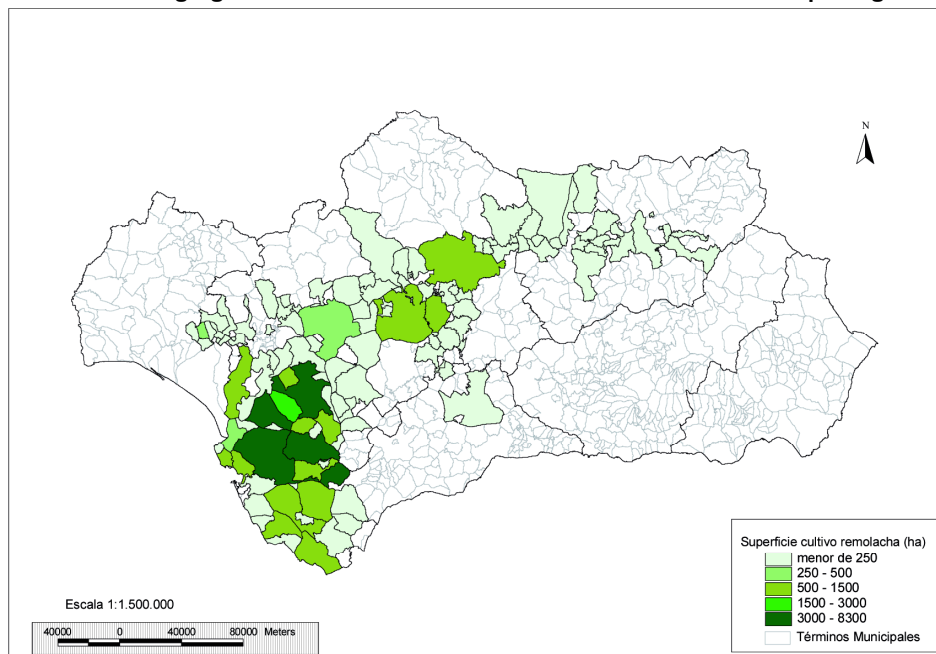 N
Superficie cultivo remolacha (ha)
menor de 250
250 - 500
500 - 1500
1500 - 3000
3000 - 8300
Términos Municipales
Escala 1:1.500.000
40000 0 40000 80000 Meters